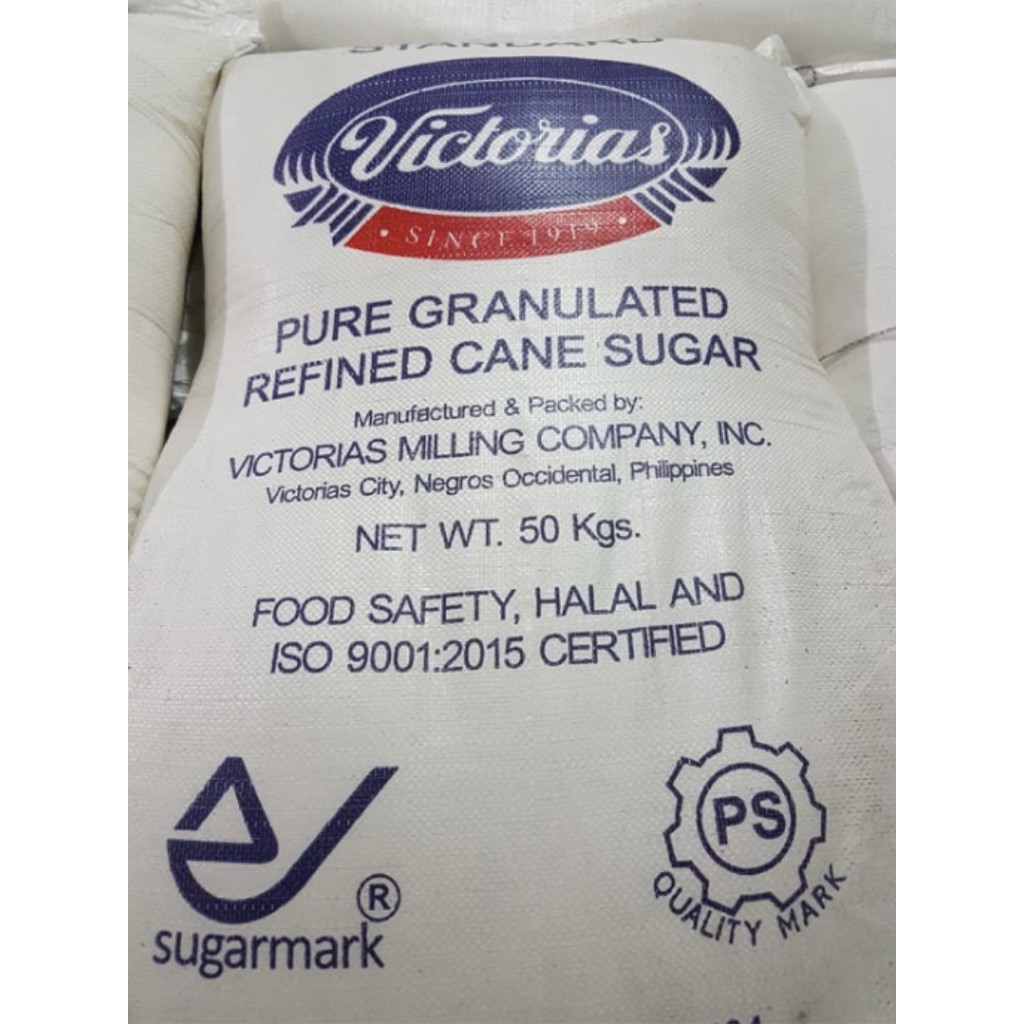 STANDARD
Victorias
• SINCE 1919 •
PURE GRANULATED
REFINED CANE SUGAR
Manufactured & Packed by:
VICTORIAS MILLING COMPANY, INC.
Victorias City, Negros Occidental, Philippines
NET WT. 50 Kgs.
FOOD SAFETY, HALAL AND
ISO 9001:2015 CERTIFIED
PS
QUALITY MARK
®
sugarmark